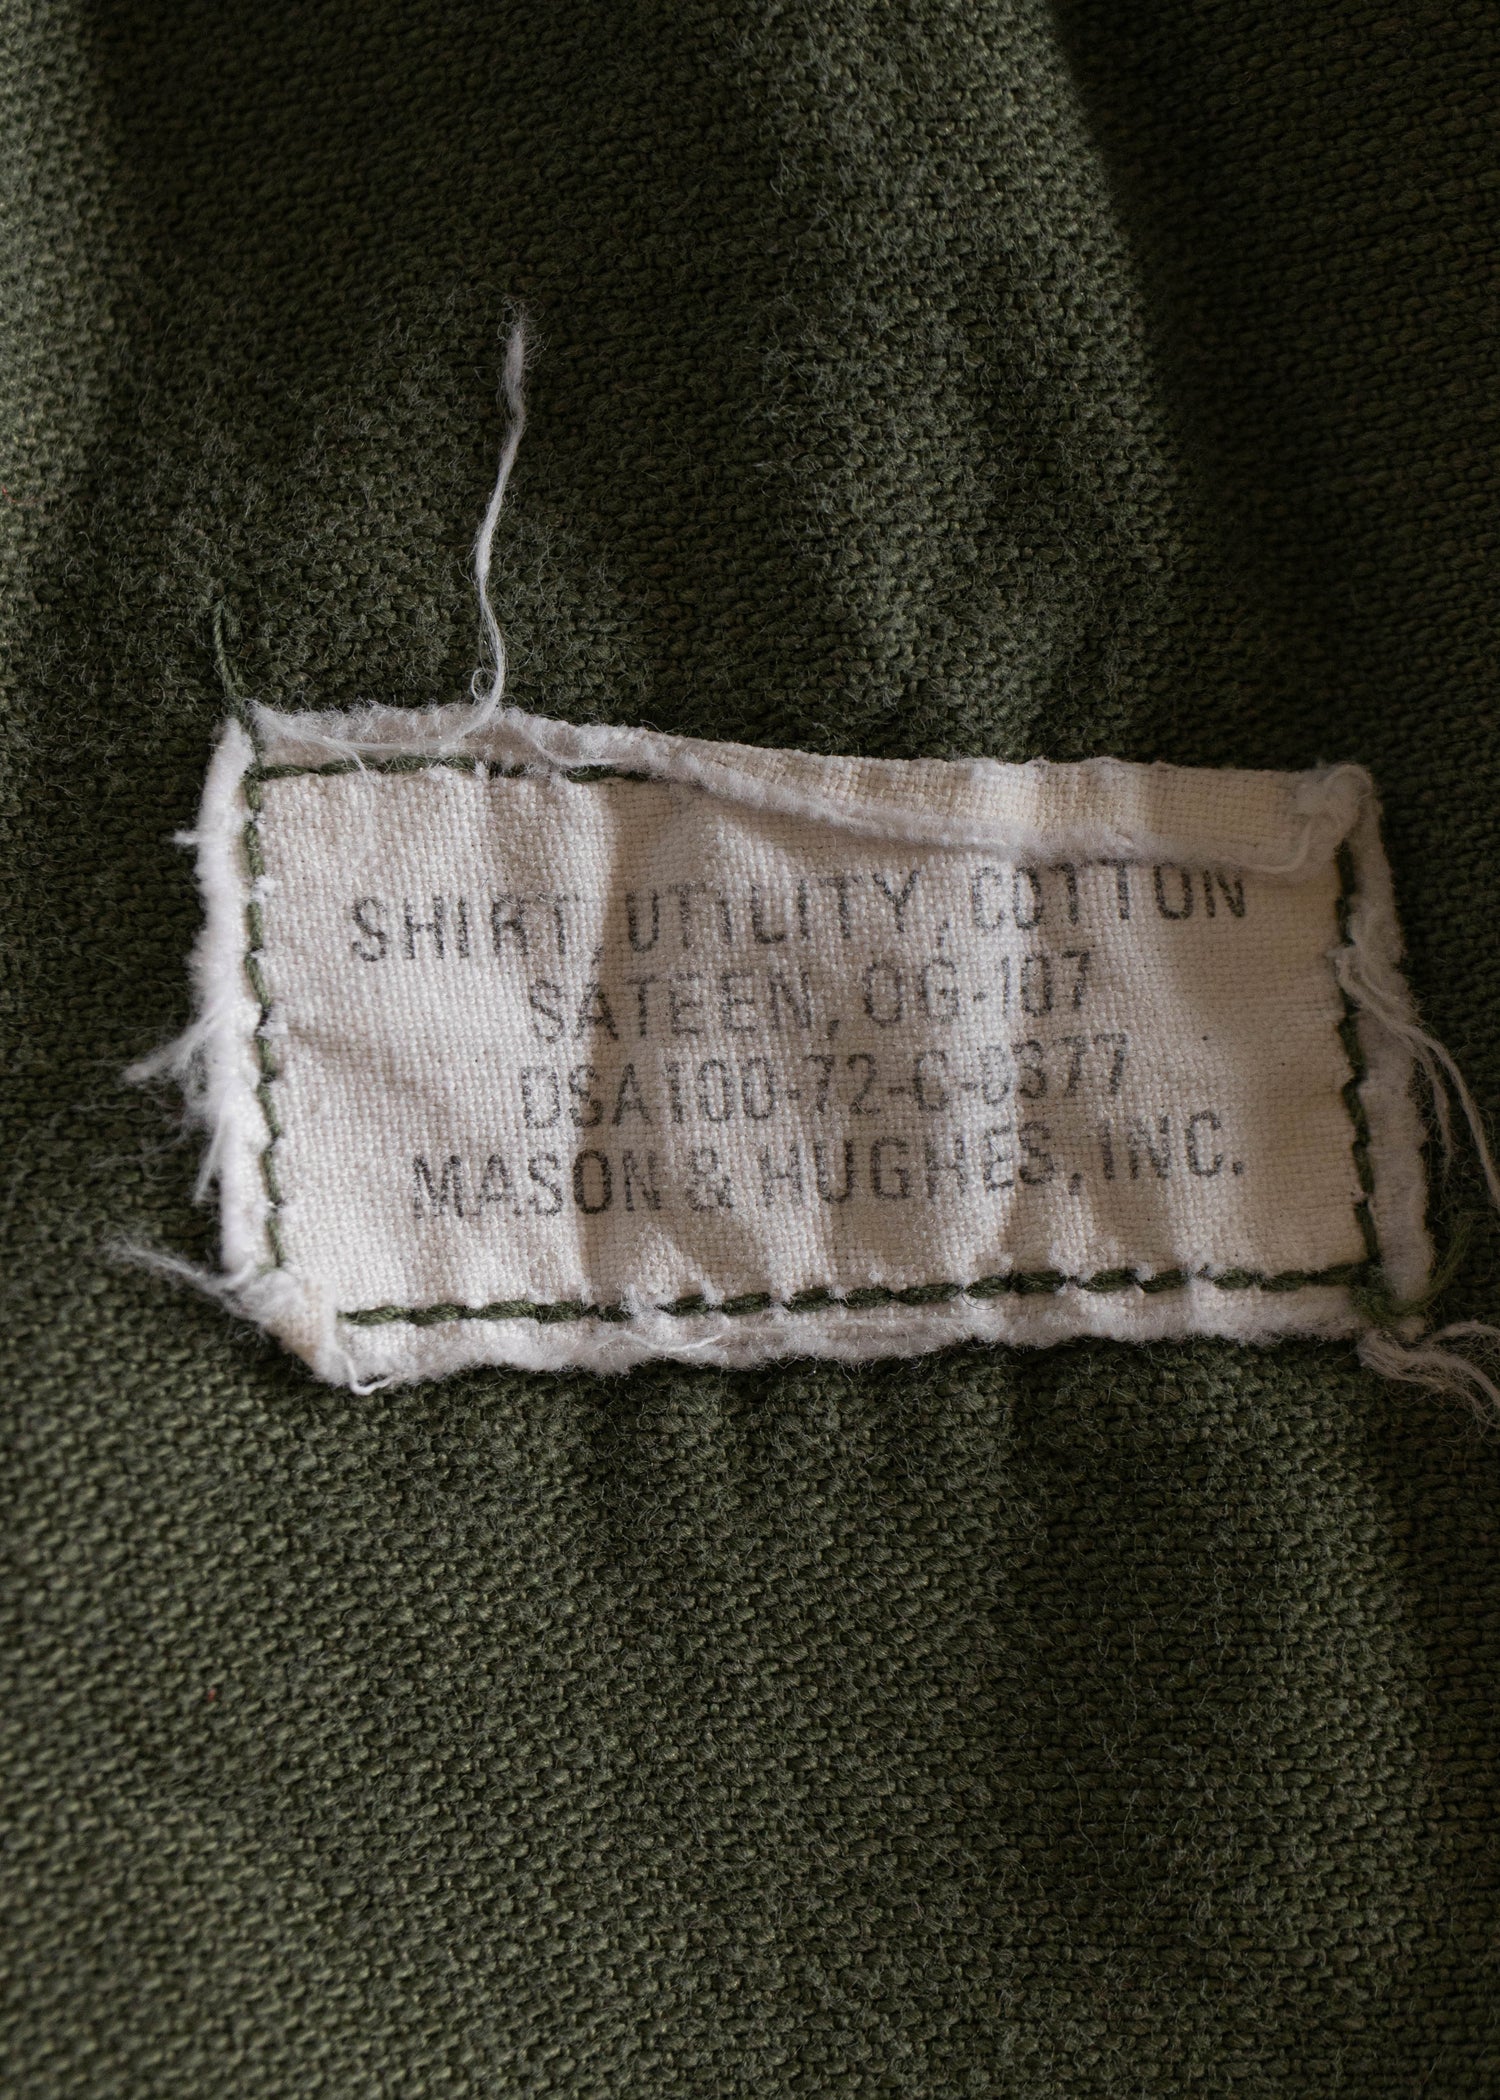 SHIRT, UTILITY, COTTON
SATEEN, OG-107
DSA100-72-C-0377
MASON & HUGHES, INC.